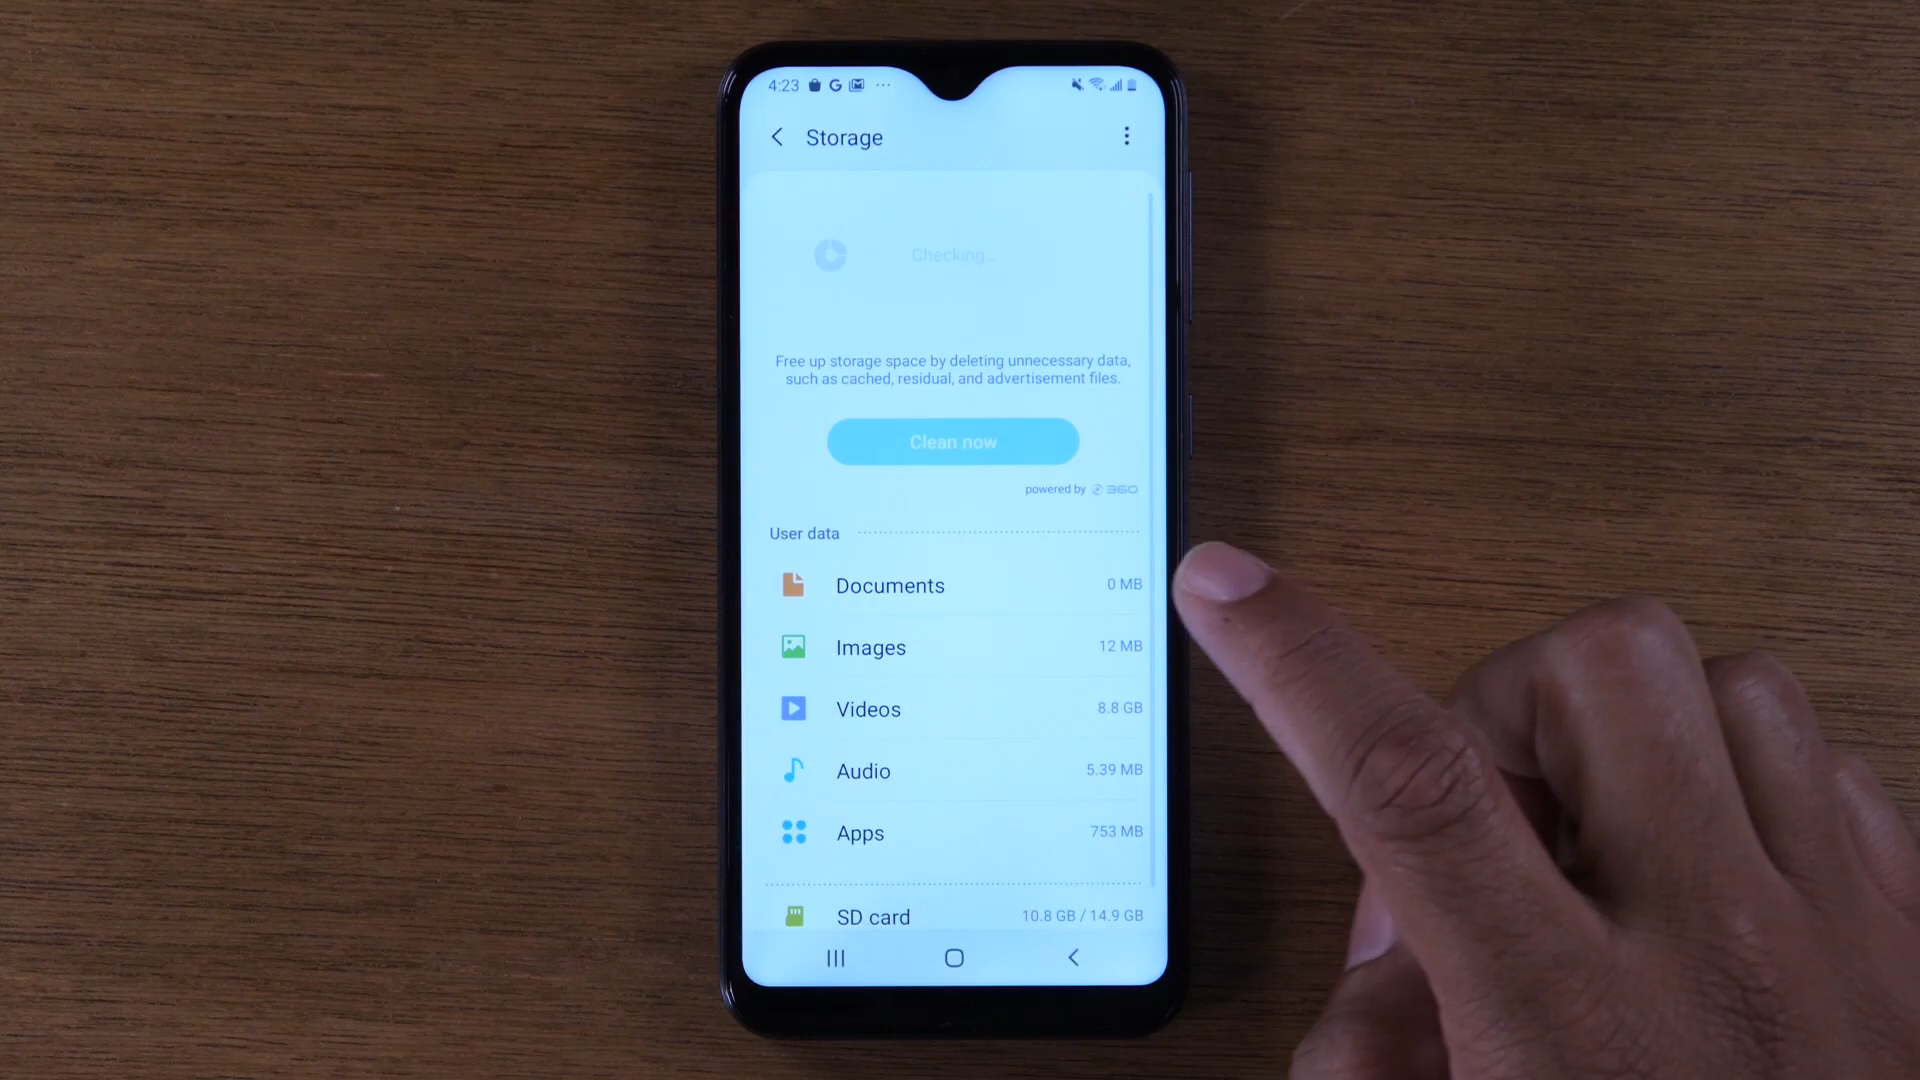 4:23
Storage
Checking...
Free up storage space by deleting unnecessary data,
such as cached, residual, and advertisement files.
Clean now
powered by 360
User data
Documents 0 MB
Images 12 MB
Videos 8.8 GB
Audio 5.39 MB
Apps 753 MB
SD card 10.8 GB / 14.9 GB